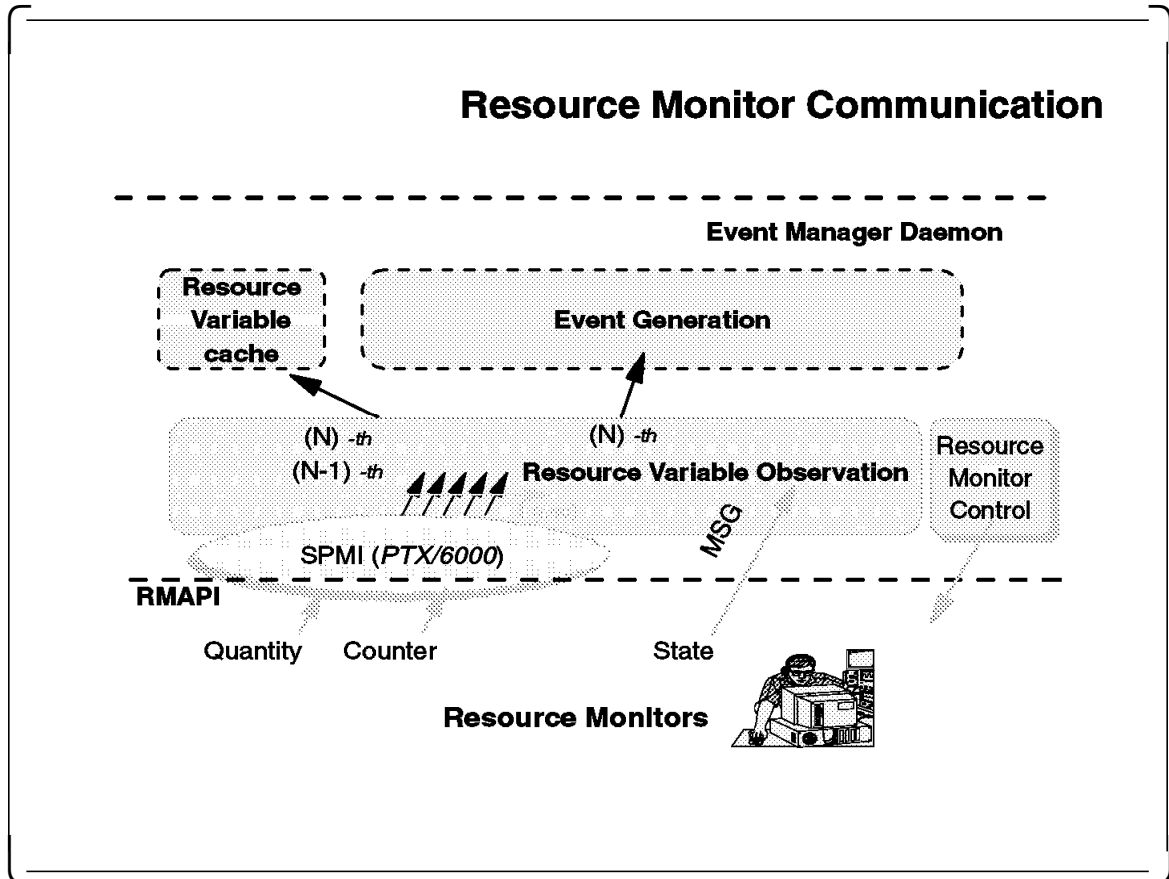 Resource Monitor Communication
Event Manager Daemon
Resource
Variable
cache
Event Generation
(N) -th
(N-1) -th
(N) -th
Resource Variable Observation
Resource
Monitor
Control
MSG
SPMI (PTX/6000)
RMAPI
Quantity
Counter
State
Resource Monitors